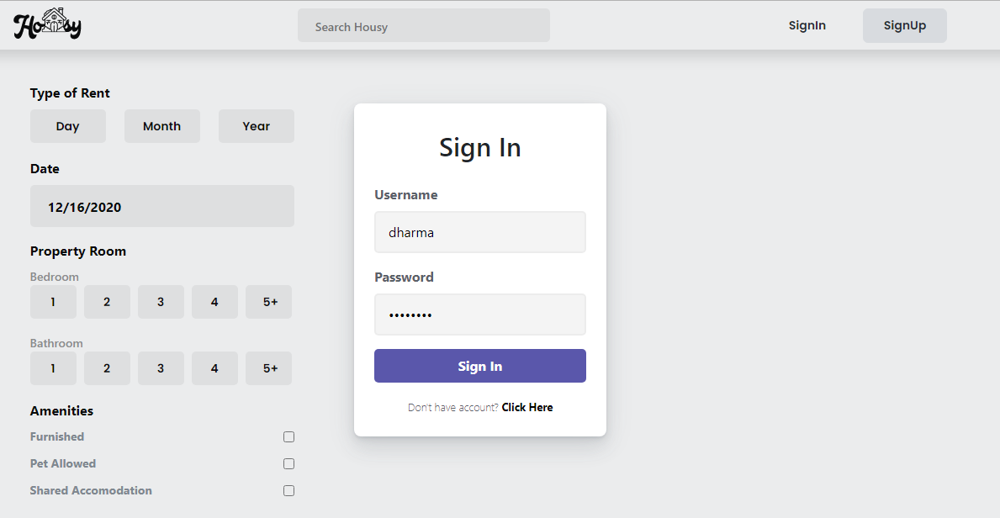 Housy
Search Housy
SignIn
SignUp
Type of Rent
Day Month Year
Date
12/16/2020
Property Room
Bedroom
1 2 3 4 5+
Bathroom
1 2 3 4 5+
Amenities
Furnished
Pet Allowed
Shared Accomodation
Sign In
Username
dharma
Password
••••••••
Sign In
Don't have account? Click Here